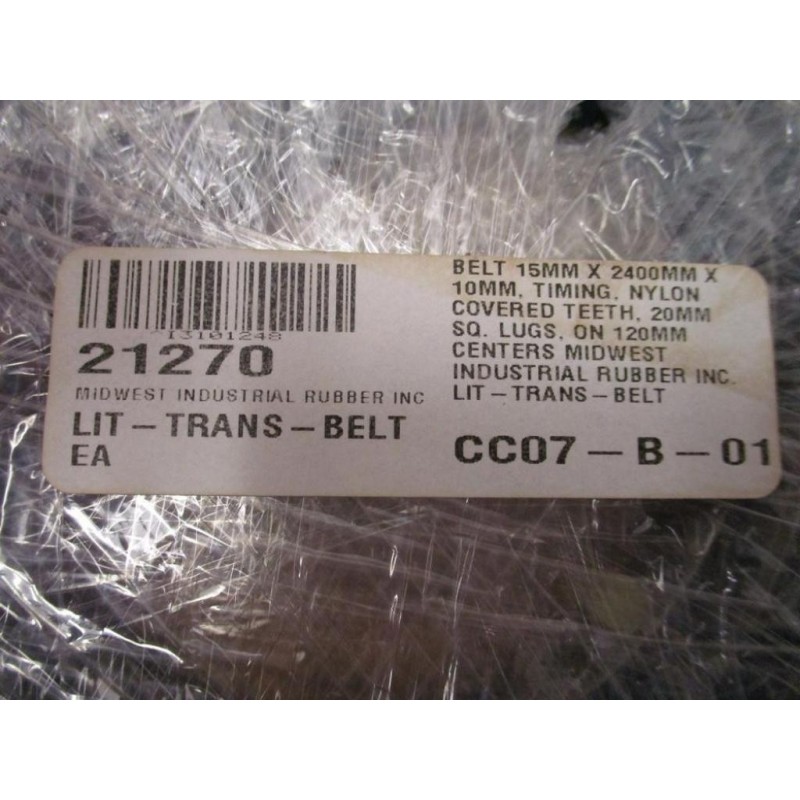 T3101248
21270
MIDWEST INDUSTRIAL RUBBER INC
LIT-TRANS-BELT
EA
BELT 15MM X 2400MM X
10MM, TIMING, NYLON
COVERED TEETH, 20MM
SQ. LUGS, ON 120MM
CENTERS MIDWEST
INDUSTRIAL RUBBER INC.
LIT-TRANS-BELT
CC07-B-01